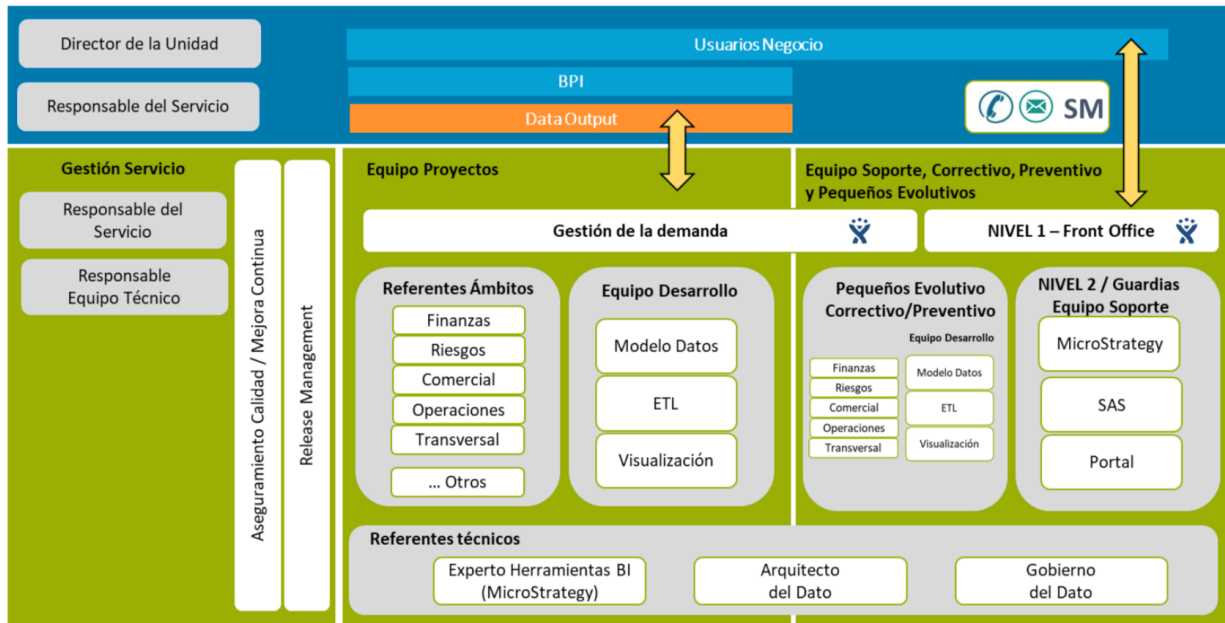 Director de la Unidad
Responsable del Servicio
Usuarios Negocio
BPI
Data Output
SM
Gestión Servicio
Responsable del
Servicio
Responsable
Equipo Técnico
Aseguramiento Calidad / Mejora Continua
Release Management
Equipo Proyectos
Equipo Soporte, Correctivo, Preventivo
y Pequeños Evolutivos
Gestión de la demanda
NIVEL 1 – Front Office
Referentes Ámbitos
Finanzas
Riesgos
Comercial
Operaciones
Transversal
... Otros
Equipo Desarrollo
Modelo Datos
ETL
Visualización
Pequeños Evolutivo
Correctivo/Preventivo
Equipo Desarrollo
Finanzas
Riesgos
Comercial
Operaciones
Transversal
Modelo Datos
ETL
Visualización
NIVEL 2 / Guardias
Equipo Soporte
MicroStrategy
SAS
Portal
Referentes técnicos
Experto Herramientas BI
(MicroStrategy)
Arquitecto
del Dato
Gobierno
del Dato